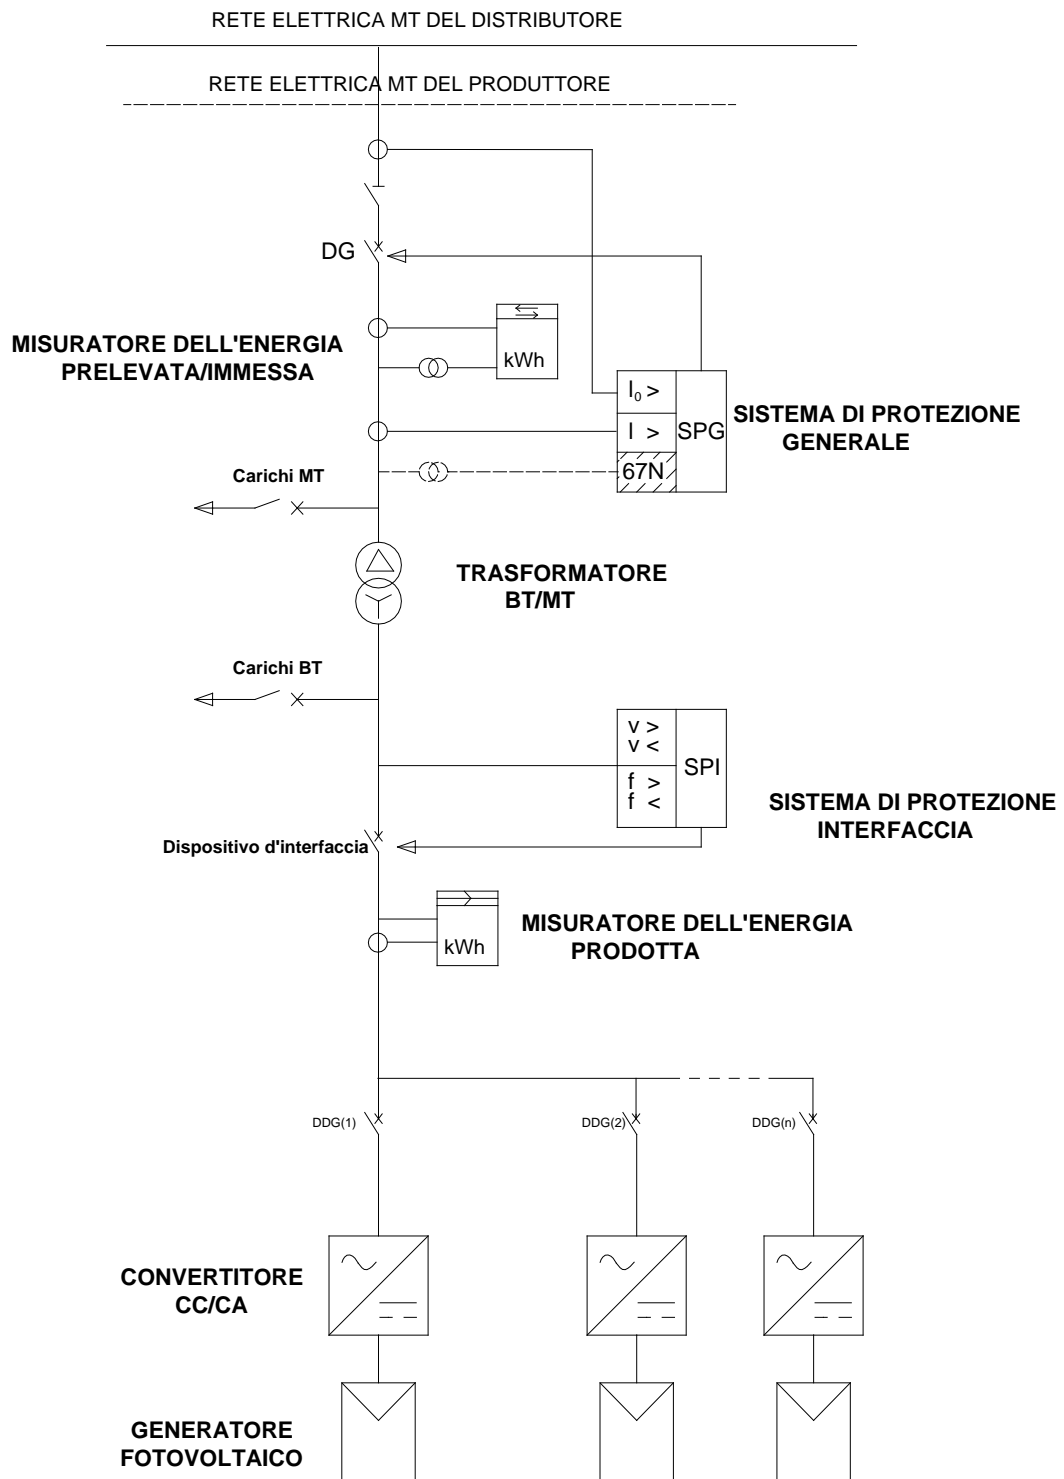 RETE ELETTRICA MT DEL DISTRIBUTORE
RETE ELETTRICA MT DEL PRODUTTORE
DG
MISURATORE DELL'ENERGIA
PRELEVATA/IMMESSA
kWh
I₀ >
I >
67N
SPG
SISTEMA DI PROTEZIONE
GENERALE
Carichi MT
TRASFORMATORE
BT/MT
Carichi BT
v >
v <
f >
f <
SPI
SISTEMA DI PROTEZIONE
INTERFACCIA
Dispositivo d'interfaccia
kWh
MISURATORE DELL'ENERGIA
PRODOTTA
DDG(1)
DDG(2)
DDG(n)
CONVERTITORE
CC/CA
GENERATORE
FOTOVOLTAICO